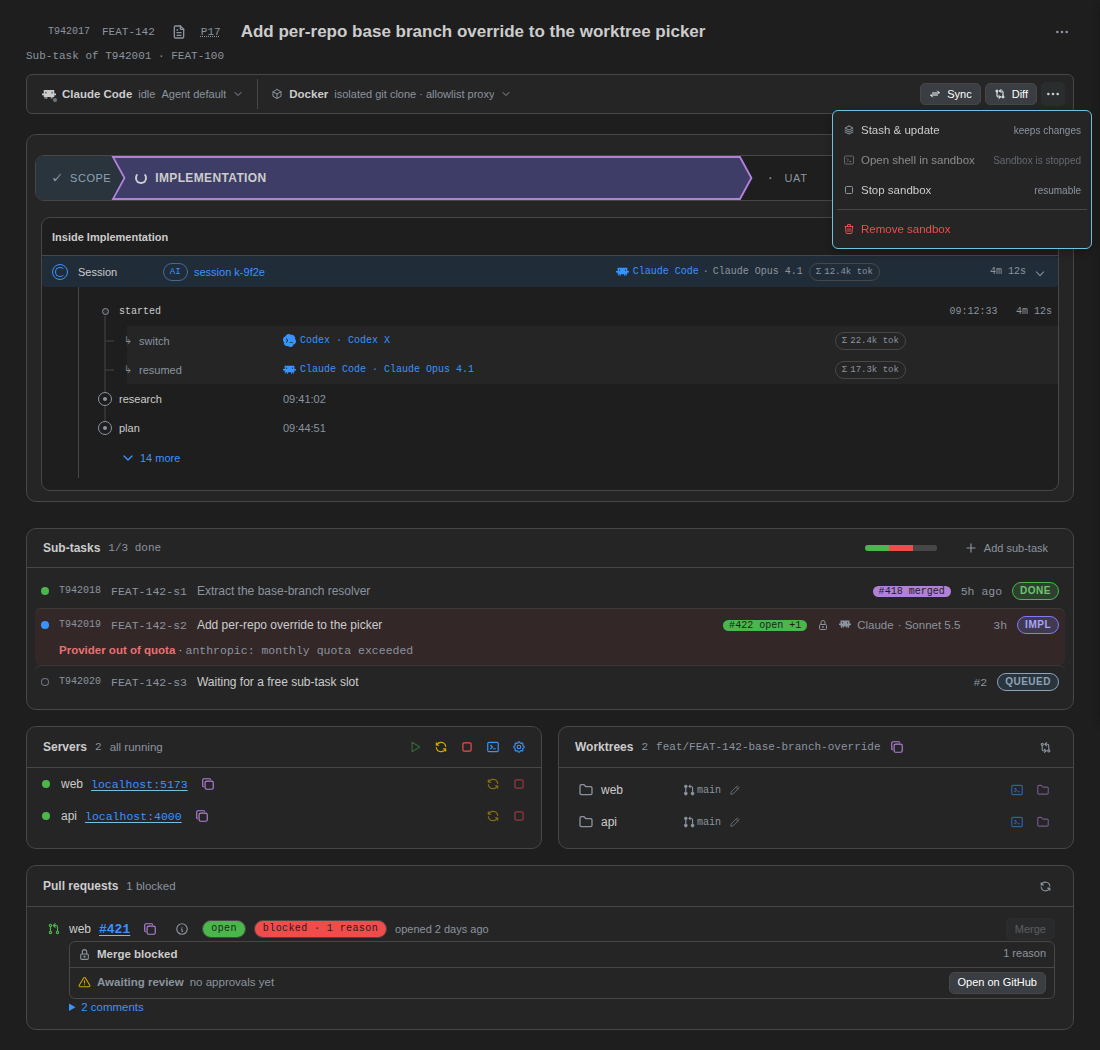 T942017 FEAT-142 P17 Add per-repo base branch override to the worktree picker
Sub-task of T942001 · FEAT-100
Claude Code idle Agent default Docker isolated git clone · allowlist proxy Sync Diff
Stash & update keeps changes
Open shell in sandbox Sandbox is stopped
Stop sandbox resumable
Remove sandbox
SCOPE IMPLEMENTATION · UAT
Inside Implementation
Session AI session k-9f2e Claude Code · Claude Opus 4.1 Σ 12.4k tok 4m 12s
started 09:12:33 4m 12s
↳ switch Codex · Codex X Σ 22.4k tok
↳ resumed Claude Code · Claude Opus 4.1 Σ 17.3k tok
research 09:41:02
plan 09:44:51
14 more
Sub-tasks 1/3 done Add sub-task
T942018 FEAT-142-s1 Extract the base-branch resolver #418 merged 5h ago DONE
T942019 FEAT-142-s2 Add per-repo override to the picker #422 open +1 Claude · Sonnet 5.5 3h IMPL
Provider out of quota · anthropic: monthly quota exceeded
T942020 FEAT-142-s3 Waiting for a free sub-task slot #2 QUEUED
Servers 2 all running
web localhost:5173
api localhost:4000
Worktrees 2 feat/FEAT-142-base-branch-override
web main
api main
Pull requests 1 blocked
web #421 open blocked · 1 reason opened 2 days ago Merge
Merge blocked 1 reason
Awaiting review no approvals yet Open on GitHub
2 comments